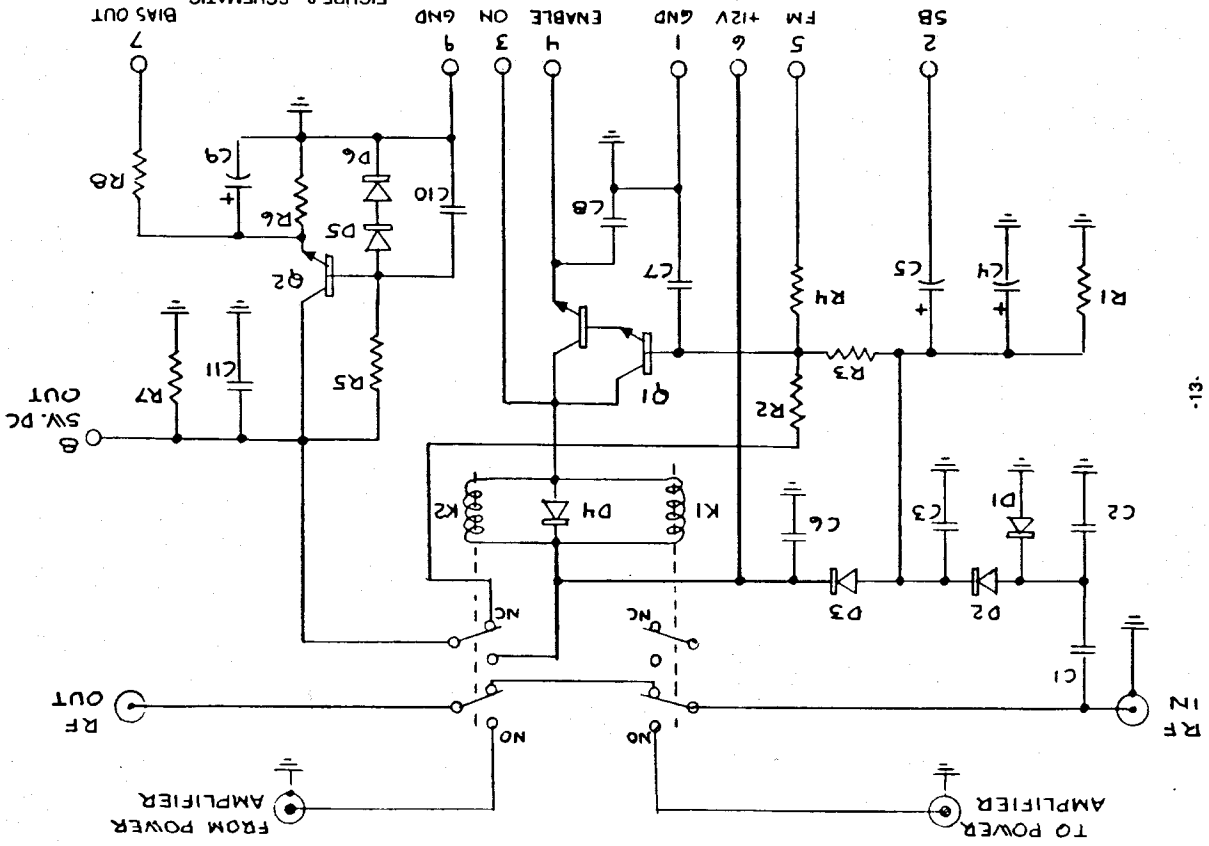 TO POWER
AMPLIFIER
FROM POWER
AMPLIFIER
RF
IN
NO
NO
RF
OUT
C1
NC
NC
C2
D1
D2
C3
D3
C6
K1
D4
K2
8
SW. DC
OUT
R1
C4
+
C5
+
R3
R2
R4
Q1
C7
C8
R5
C11
R7
Q2
C10
D5
D6
R6
+
C9
R8
2
SB
5
FM
6
+12V
1
GND
4
ENABLE
3
ON
9
GND
7
BIAS OUT
SCHEMATIC
-13-